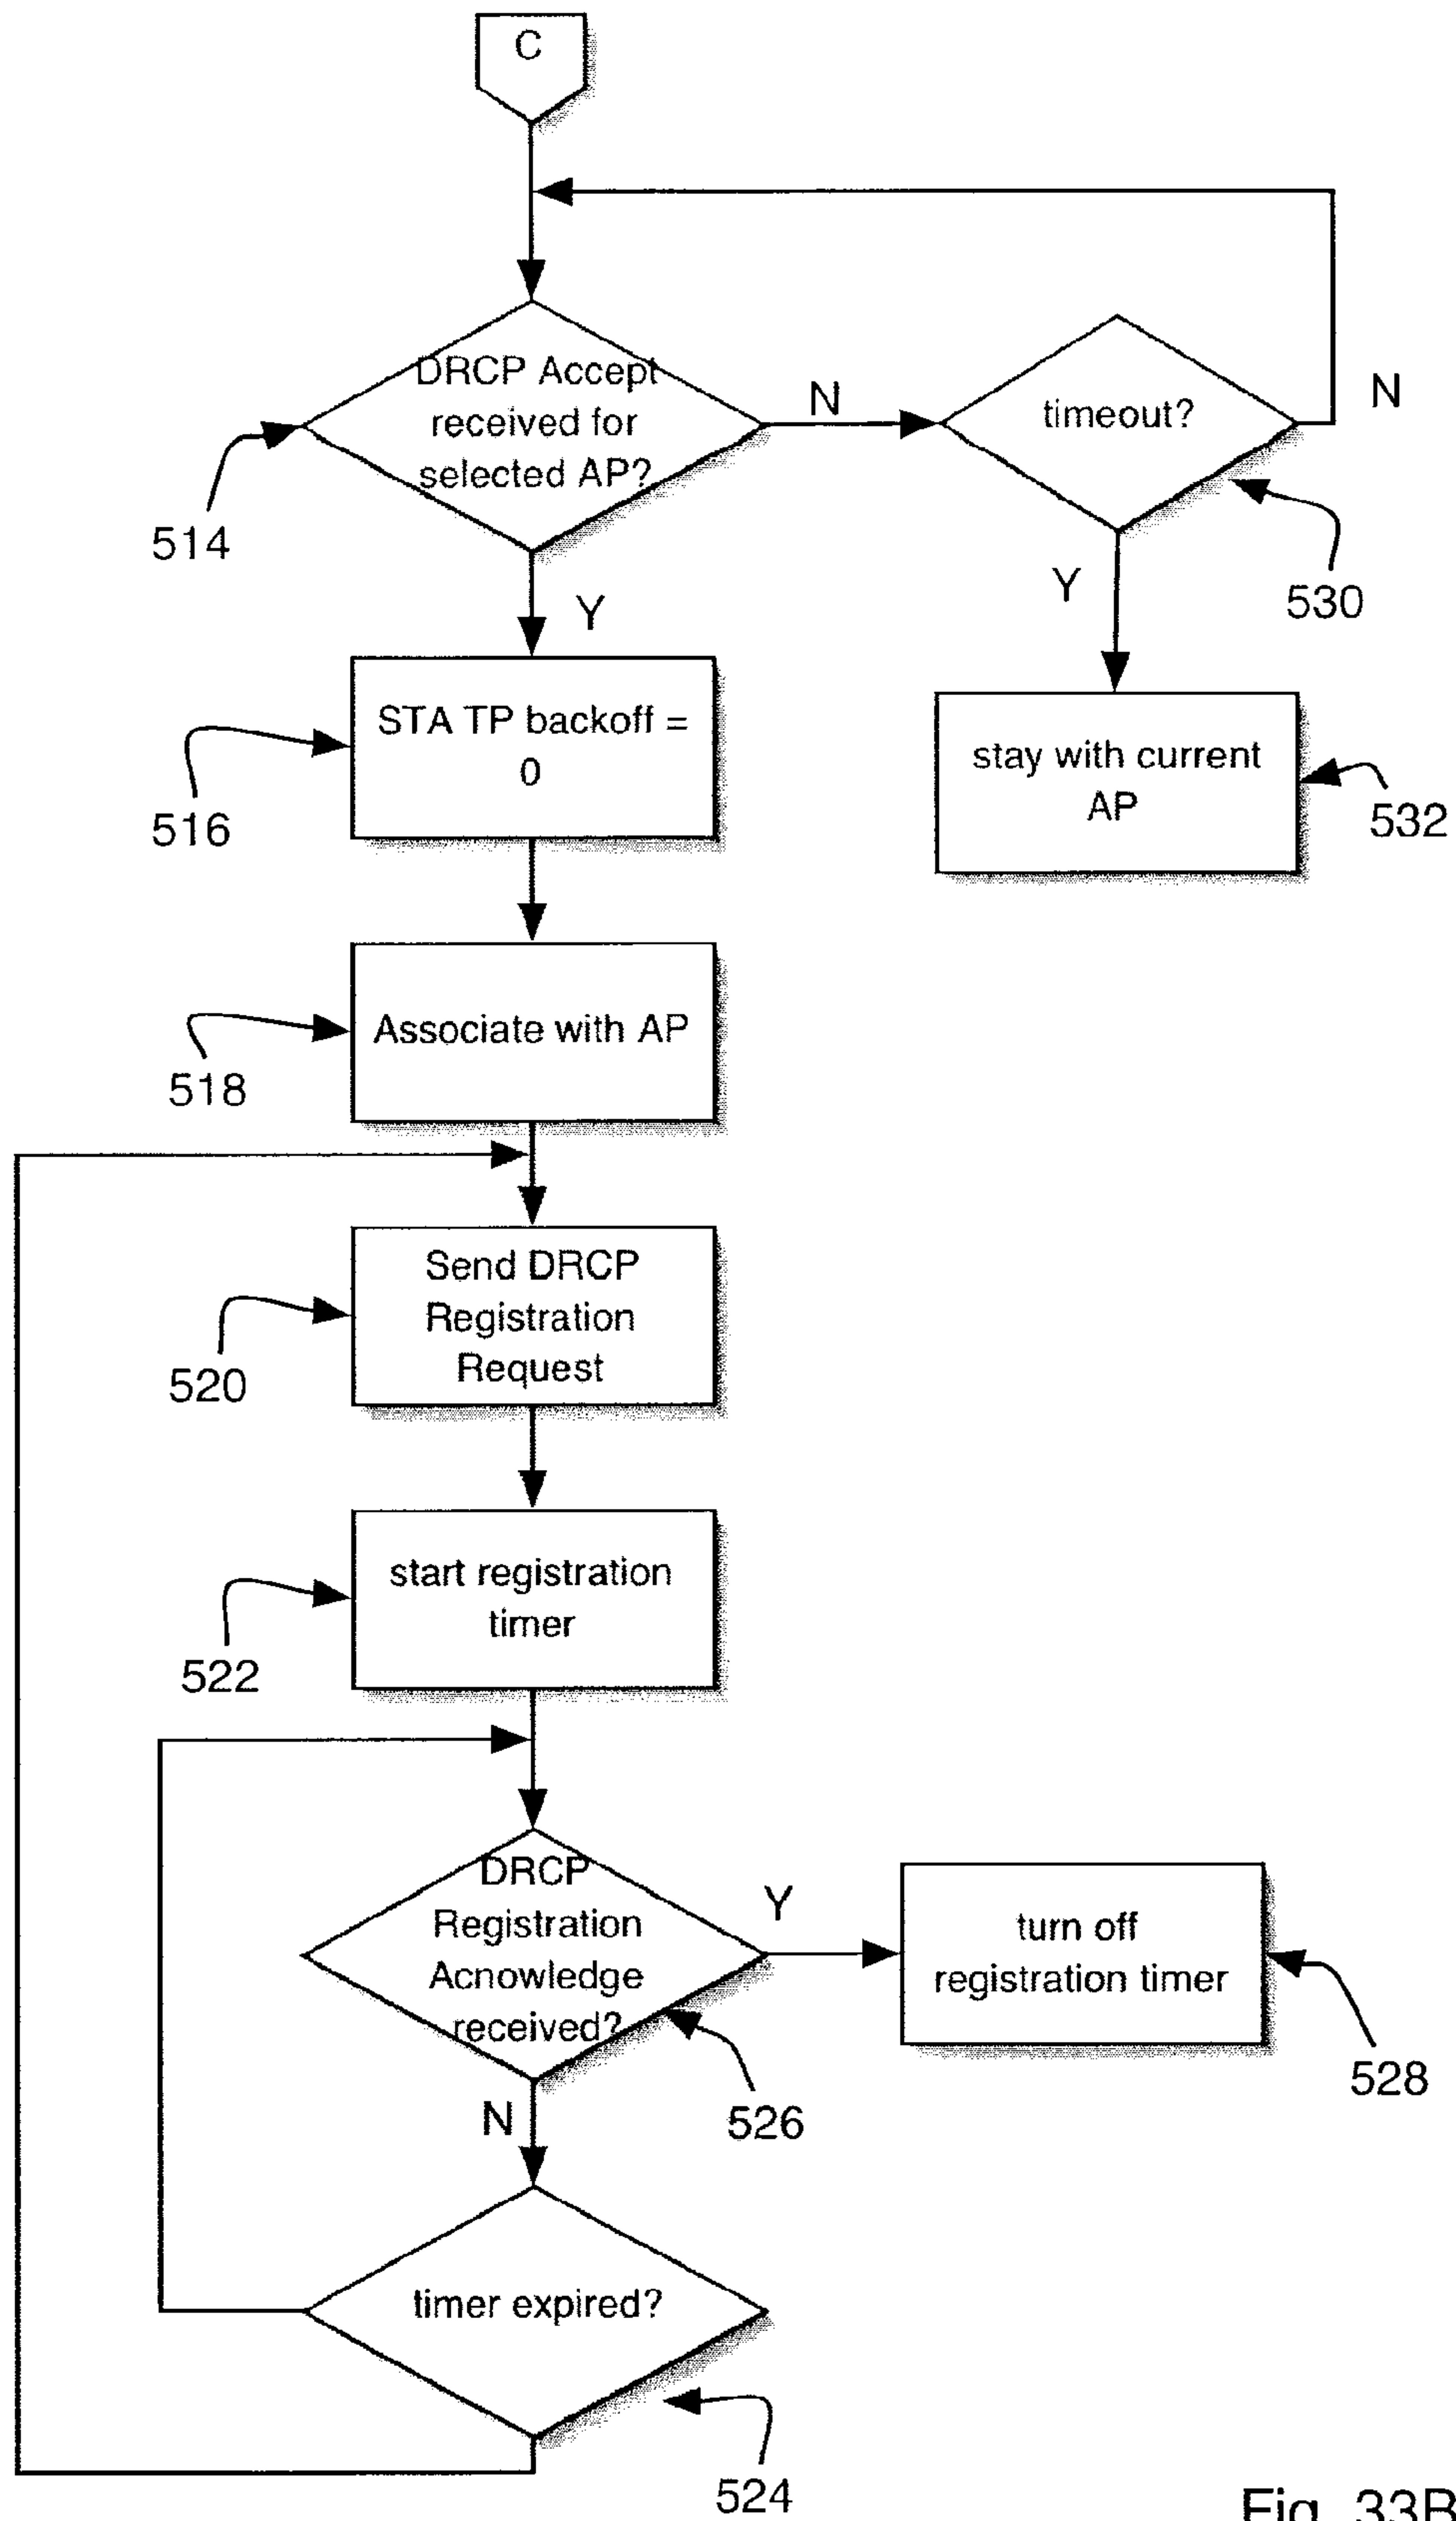 C
DRCP Accept
received for
selected AP?
N
timeout?
N
514
530
Y
Y
STA TP backoff =
0
516
stay with current
AP
532
Associate with AP
518
Send DRCP
Registration
Request
520
start registration
timer
522
DRCP
Registration
Acnowledge
received?
Y
turn off
registration timer
526
528
N
timer expired?
524
Fig. 33B